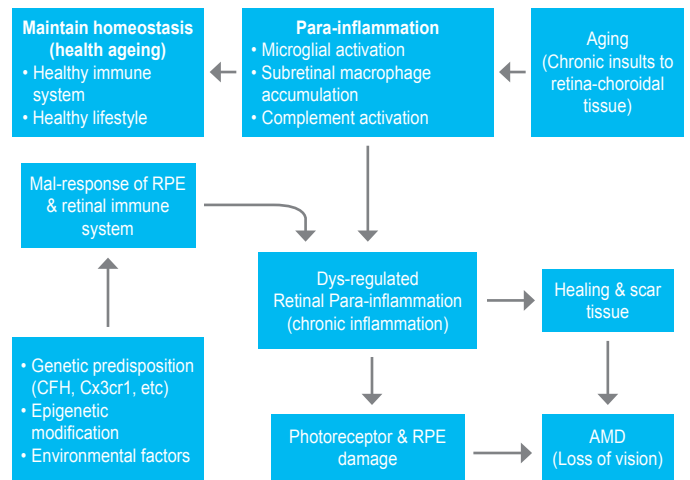 Maintain homeostasis
(health ageing)
• Healthy immune
system
• Healthy lifestyle
Para-inflammation
• Microglial activation
• Subretinal macrophage
accumulation
• Complement activation
Aging
(Chronic insults to
retina-choroidal
tissue)
Mal-response of RPE
& retinal immune
system
Dys-regulated
Retinal Para-inflammation
(chronic inflammation)
Healing & scar
tissue
• Genetic predisposition
(CFH, Cx3cr1, etc)
• Epigenetic
modification
• Environmental factors
Photoreceptor & RPE
damage
AMD
(Loss of vision)